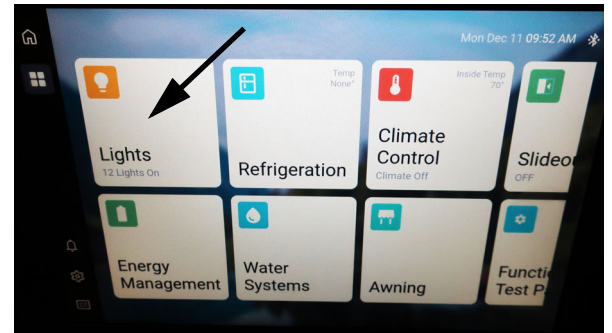 Mon Dec 11 09:52 AM
Lights
12 Lights On
Temp
None°
Refrigeration
Inside Temp
70°
Climate
Control
Climate Off
Slideo
OFF
Energy
Management
Water
Systems
Awning
Functi
Test P